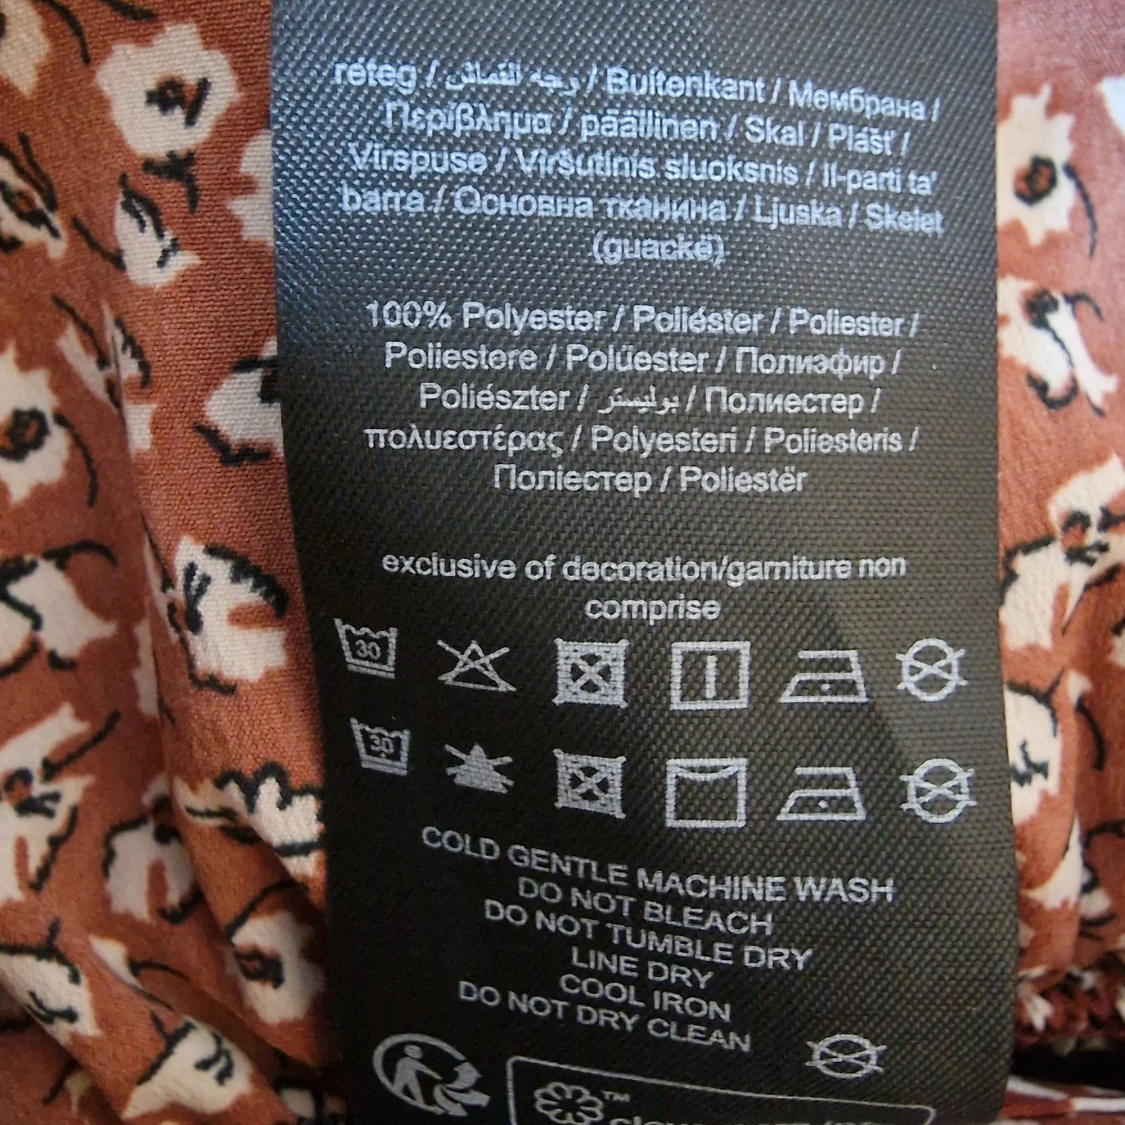 réteg / وجه القماش / Buitenkant / Мембрана /
Περίβλημα / päällinen / Skal / Plášť /
Virspuse / Viršutinis sluoksnis / Il-parti ta'
barra / Основна тканина / Ljuska / Skelet
(guackë)
100% Polyester / Poliéster / Poliester /
Poliestere / Polüester / Полиэфир /
Poliészter / بوليستر / Полиестер /
πολυεστέρας / Polyesteri / Poliesteris /
Поліестер / Poliestër
exclusive of decoration/garniture non
comprise
30
30
COLD GENTLE MACHINE WASH
DO NOT BLEACH
DO NOT TUMBLE DRY
LINE DRY
COOL IRON
DO NOT DRY CLEAN
TM